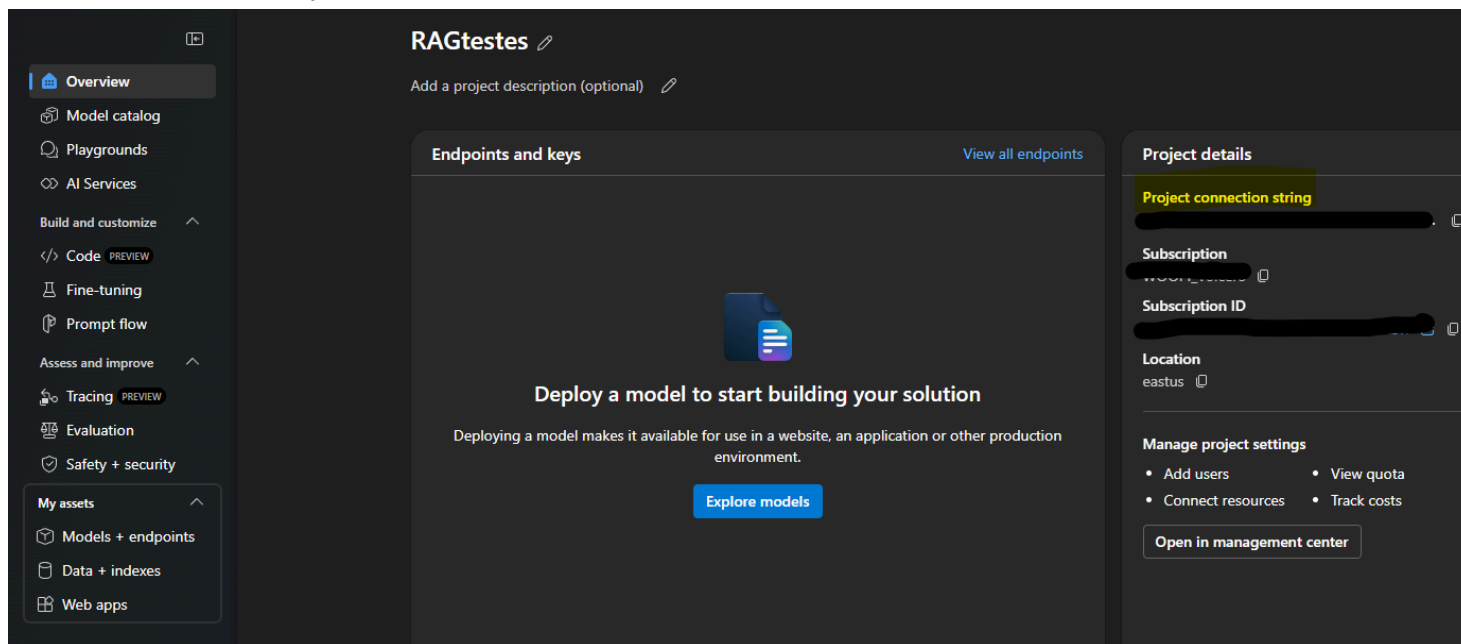 Overview
Model catalog
Playgrounds
AI Services
Build and customize
Code PREVIEW
Fine-tuning
Prompt flow
Assess and improve
Tracing PREVIEW
Evaluation
Safety + security
My assets
Models + endpoints
Data + indexes
Web apps
RAGtestes
Add a project description (optional)
Endpoints and keys
View all endpoints
Deploy a model to start building your solution
Deploying a model makes it available for use in a website, an application or other production
environment.
Explore models
Project details
Project connection string
Subscription
Subscription ID
Location
eastus
Manage project settings
• Add users • View quota
• Connect resources • Track costs
Open in management center